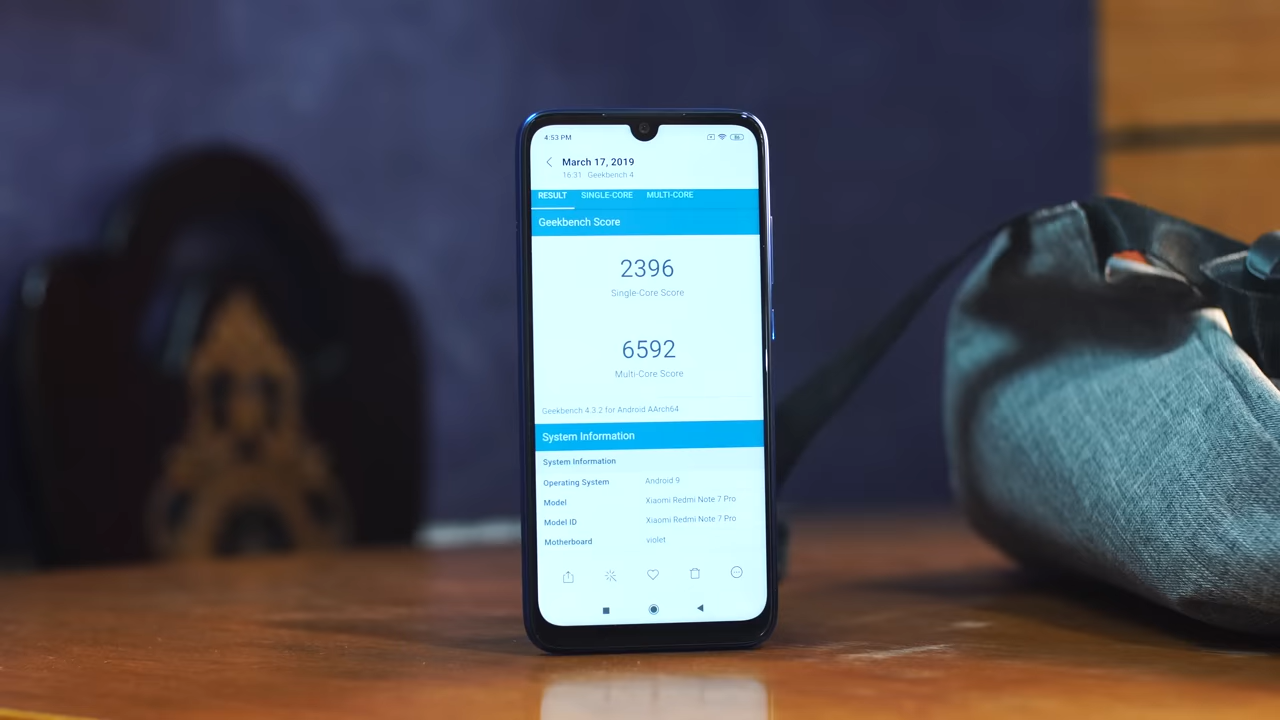 4:53 PM
March 17, 2019
16:31 Geekbench 4
RESULT SINGLE-CORE MULTI-CORE
Geekbench Score
2396
Single-Core Score
6592
Multi-Core Score
Geekbench 4.3.2 for Android AArch64
System Information
System Information
Operating System Android 9
Model Xiaomi Redmi Note 7 Pro
Model ID Xiaomi Redmi Note 7 Pro
Motherboard violet